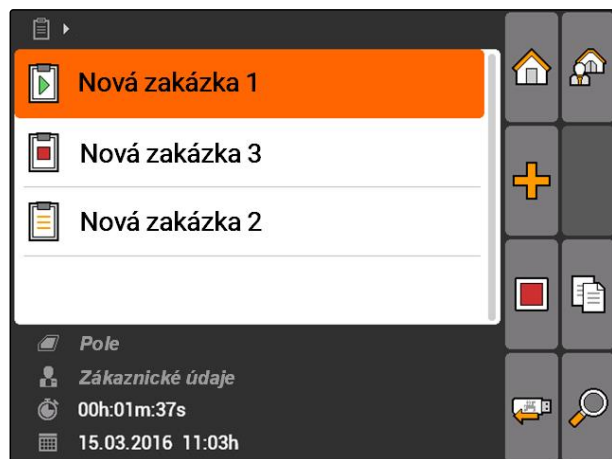 Nová zakázka 1
Nová zakázka 3
Nová zakázka 2
Pole
Zákaznické údaje
00h:01m:37s
15.03.2016 11:03h